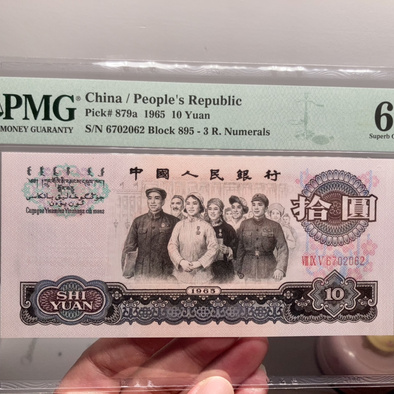 PMG
MONEY GUARANTY
China / People's Republic
Pick# 879a 1965 10 Yuan
S/N 6702062 Block 895 - 3 R. Numerals
6
Superb
中國人民銀行
拾圓
VIII IX V 6702062
SHI
YUAN
1965
10